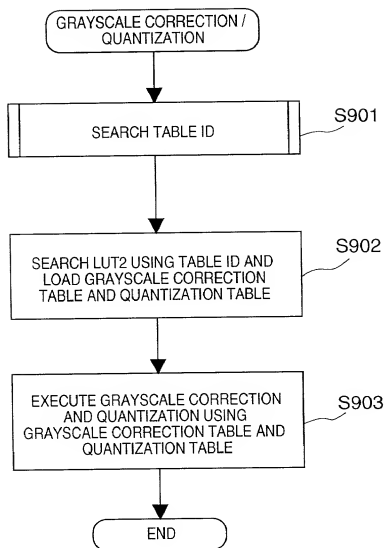 GRAYSCALE CORRECTION /
QUANTIZATION
SEARCH TABLE ID
S901
SEARCH LUT2 USING TABLE ID AND
LOAD GRAYSCALE CORRECTION
TABLE AND QUANTIZATION TABLE
S902
EXECUTE GRAYSCALE CORRECTION
AND QUANTIZATION USING
GRAYSCALE CORRECTION TABLE AND
QUANTIZATION TABLE
S903
END